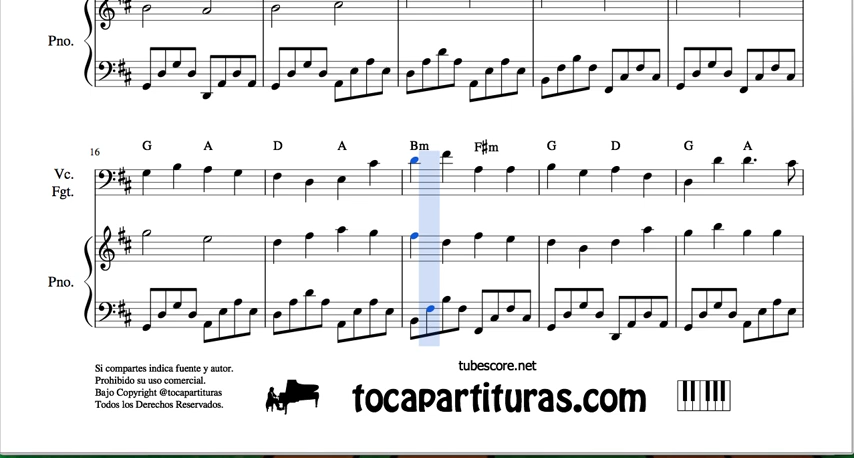 Pno.
16
G A D A Bm F#m G D G A
Vc.
Fgt.
Pno.
Si compartes indica fuente y autor.
Prohibido su uso comercial.
Bajo Copyright @tocapartituras
Todos los Derechos Reservados.
tubescore.net
tocapartituras.com